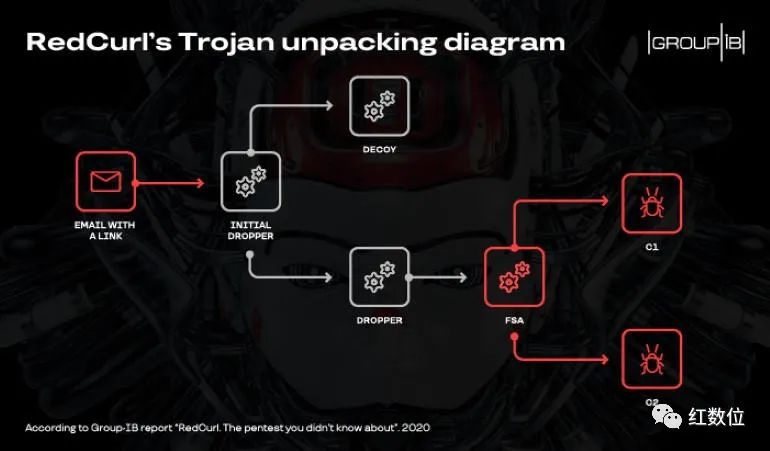 RedCurl's Trojan unpacking diagram
|GROUP|IB|
DECOY
EMAIL WITH
A LINK
INITIAL
DROPPER
C1
DROPPER
FSA
C2
红数位
According to Group-IB report "RedCurl. The pentest you didn't know about". 2020